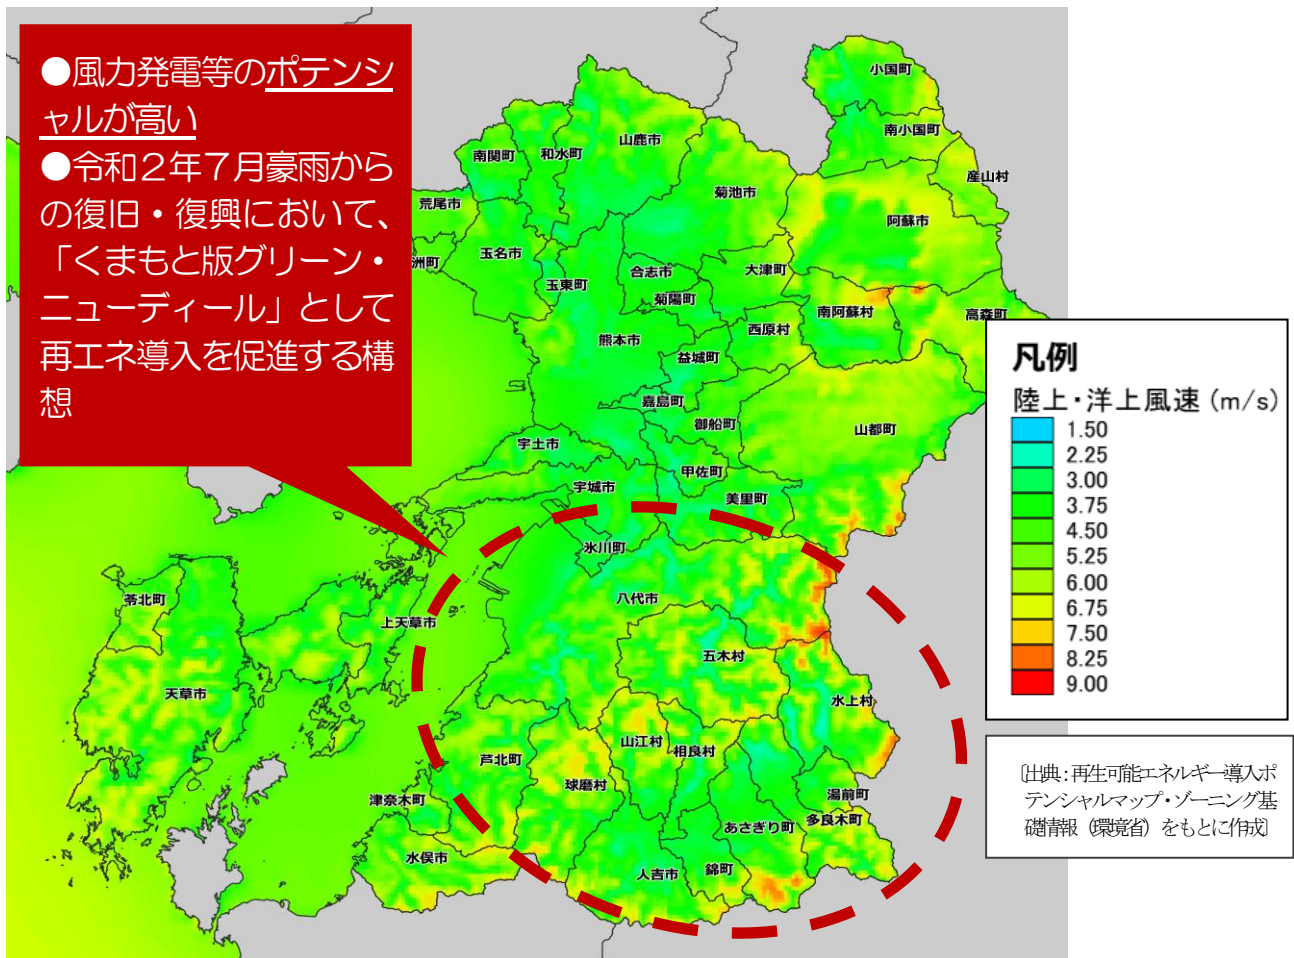 ●風力発電等のポテンシ
ャルが高い
●令和２年７月豪雨から
の復旧・復興において、
「くまもと版グリーン・
ニューディール」として
再エネ導入を促進する構
想
小国町
南小国町
産山村
山鹿市
和水町
南関町
菊池市
荒尾市
阿蘇市
玉名市
洲町
合志市
大津町
玉東町
菊陽町
南阿蘇村
高森町
西原村
熊本市
益城町
嘉島町
御船町
山都町
宇土市
甲佐町
宇城市
美里町
氷川町
八代市
苓北町
上天草市
五木村
天草市
水上村
山江村
相良村
芦北町
球磨村
津奈木町
湯前町
多良木町
あさぎり町
水俣市
錦町
人吉市
凡例
陸上・洋上風速 (m/s)
1.50
2.25
3.00
3.75
4.50
5.25
6.00
6.75
7.50
8.25
9.00
〔出典：再生可能エネルギー導入ポ
テンシャルマップ・ゾーニング基
礎情報（環境省）をもとに作成〕